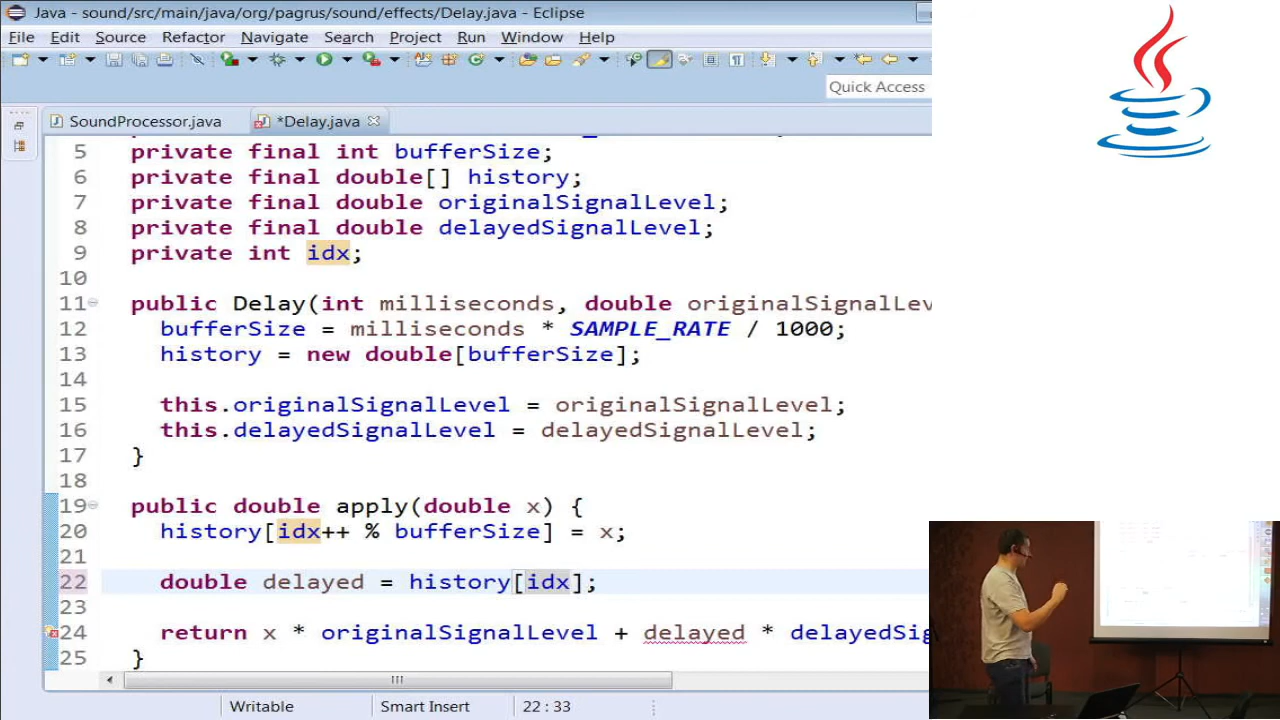 Java - sound/src/main/java/org/pagrus/sound/effects/Delay.java - Eclipse
File Edit Source Refactor Navigate Search Project Run Window Help
Quick Access
SoundProcessor.java *Delay.java
5 private final int bufferSize;
6 private final double[] history;
7 private final double originalSignalLevel;
8 private final double delayedSignalLevel;
9 private int idx;
10
11 public Delay(int milliseconds, double originalSignalLev
12 bufferSize = milliseconds * SAMPLE_RATE / 1000;
13 history = new double[bufferSize];
14
15 this.originalSignalLevel = originalSignalLevel;
16 this.delayedSignalLevel = delayedSignalLevel;
17 }
18
19 public double apply(double x) {
20 history[idx++ % bufferSize] = x;
21
22 double delayed = history[idx];
23
24 return x * originalSignalLevel + delayed * delayedSig
25 }
Writable Smart Insert 22 : 33